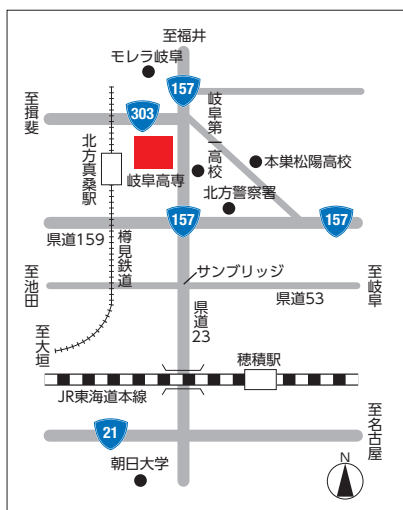 至福井
モレラ岐阜
157
至揖斐
303
岐阜第一高校
本巣松陽高校
北方真桑駅
岐阜高専
北方警察署
157
157
県道159
樽見鉄道
至池田
サンブリッジ
至岐阜
県道53
県道
23
至大垣
穂積駅
JR東海道本線
至名古屋
21
朝日大学
N